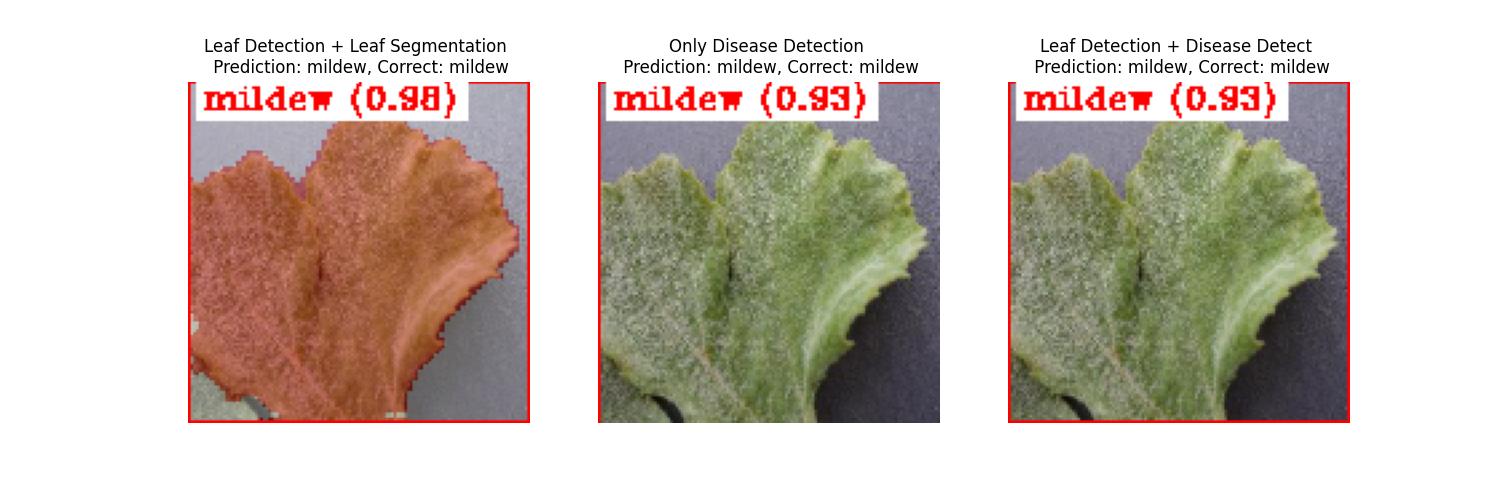 Leaf Detection + Leaf Segmentation
Prediction: mildew, Correct: mildew
mildew (0.98)
Only Disease Detection
Prediction: mildew, Correct: mildew
mildew (0.93)
Leaf Detection + Disease Detect
Prediction: mildew, Correct: mildew
mildew (0.93)